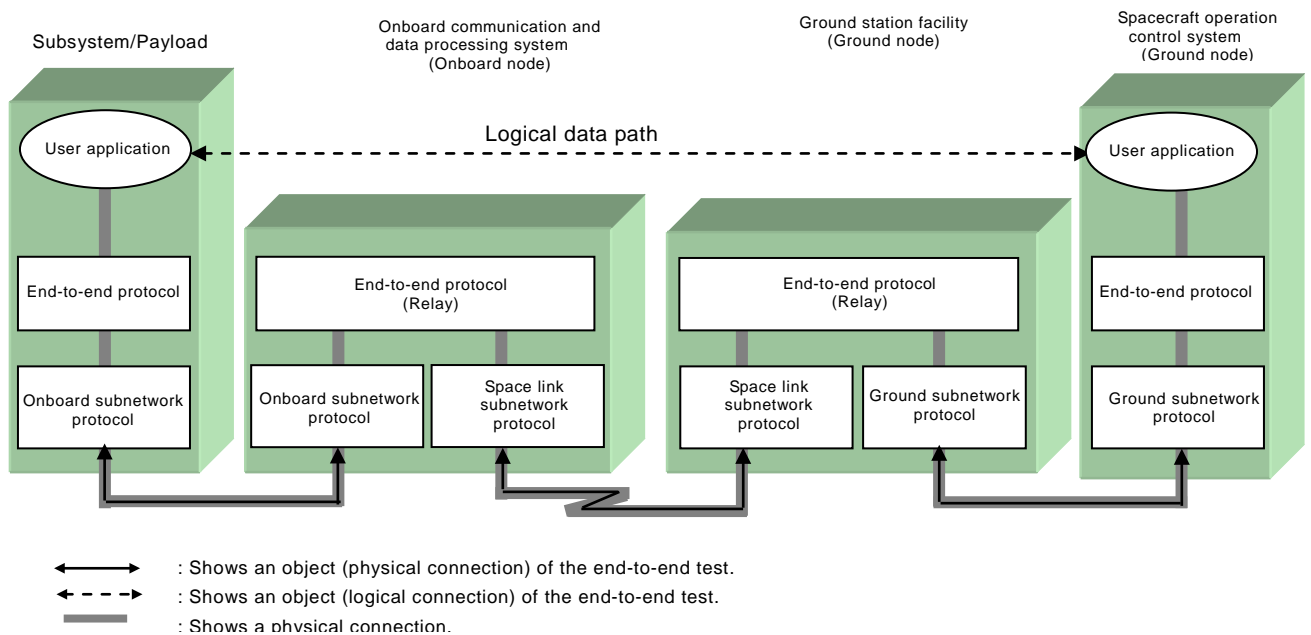 Subsystem/Payload
Onboard communication and
data processing system
(Onboard node)
Ground station facility
(Ground node)
Spacecraft operation
control system
(Ground node)
User application
Logical data path
User application
End-to-end protocol
End-to-end protocol
(Relay)
End-to-end protocol
(Relay)
End-to-end protocol
Onboard subnetwork
protocol
Onboard subnetwork
protocol
Space link
subnetwork
protocol
Space link
subnetwork
protocol
Ground subnetwork
protocol
Ground subnetwork
protocol
: Shows an object (physical connection) of the end-to-end test.
: Shows an object (logical connection) of the end-to-end test.
: Shows a physical connection.